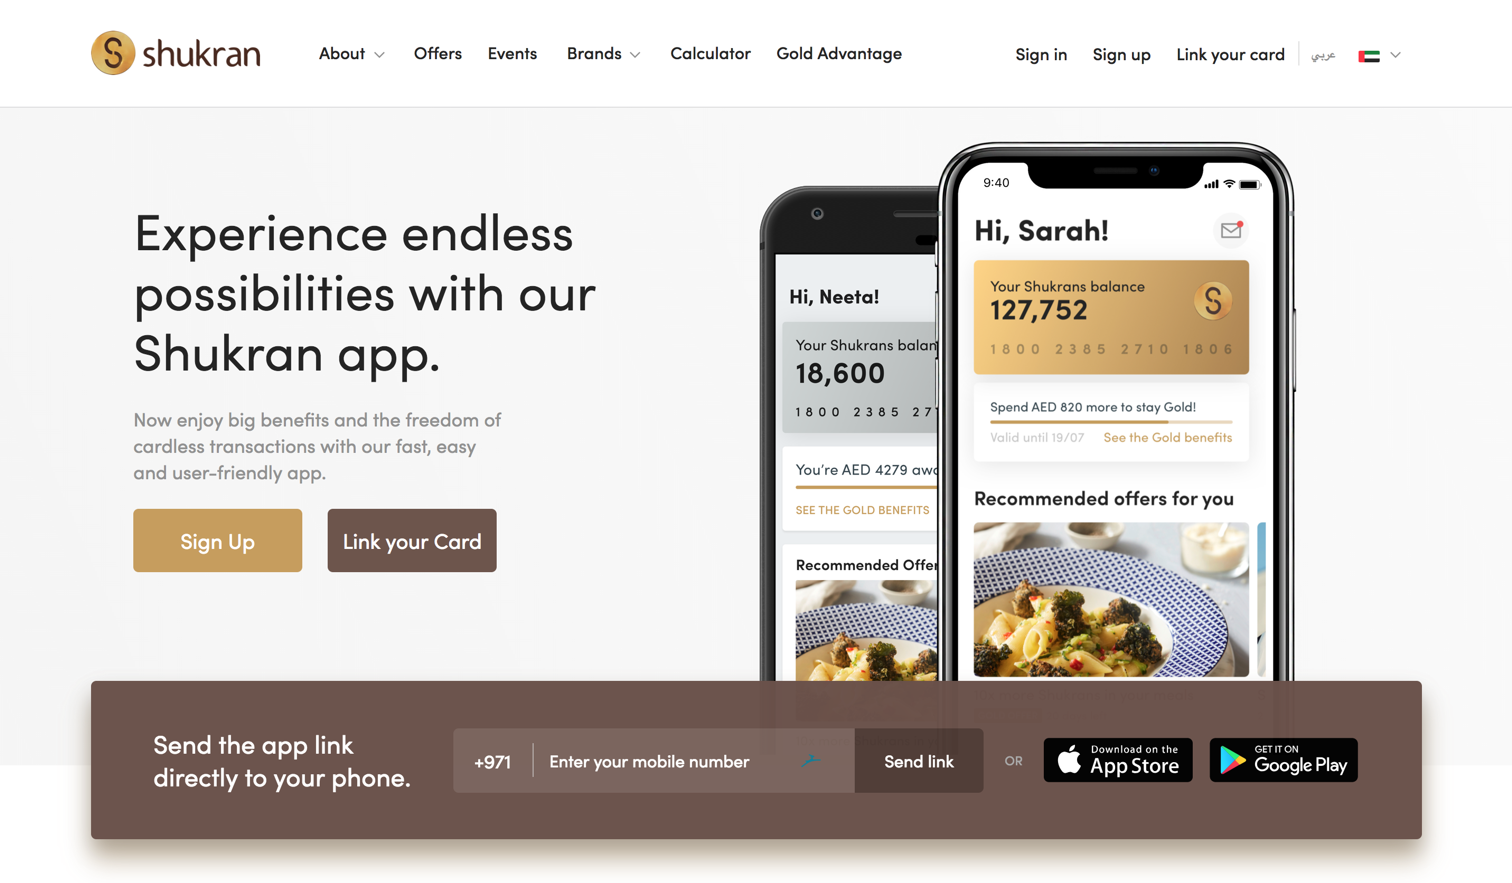 shukran
About
Offers
Events
Brands
Calculator
Gold Advantage
Sign in
Sign up
Link your card
عربي
Experience endless
possibilities with our
Shukran app.
Now enjoy big benefits and the freedom of
cardless transactions with our fast, easy
and user-friendly app.
Sign Up
Link your Card
Hi, Neeta!
Your Shukrans balan
18,600
1800 2385 27
You're AED 4279 awa
SEE THE GOLD BENEFITS
Recommended Offer
9:40
Hi, Sarah!
Your Shukrans balance
127,752
1800 2385 2710 1806
Spend AED 820 more to stay Gold!
Valid until 19/07
See the Gold benefits
Recommended offers for you
Send the app link
directly to your phone.
+971
Enter your mobile number
Send link
OR
Download on the
App Store
GET IT ON
Google Play